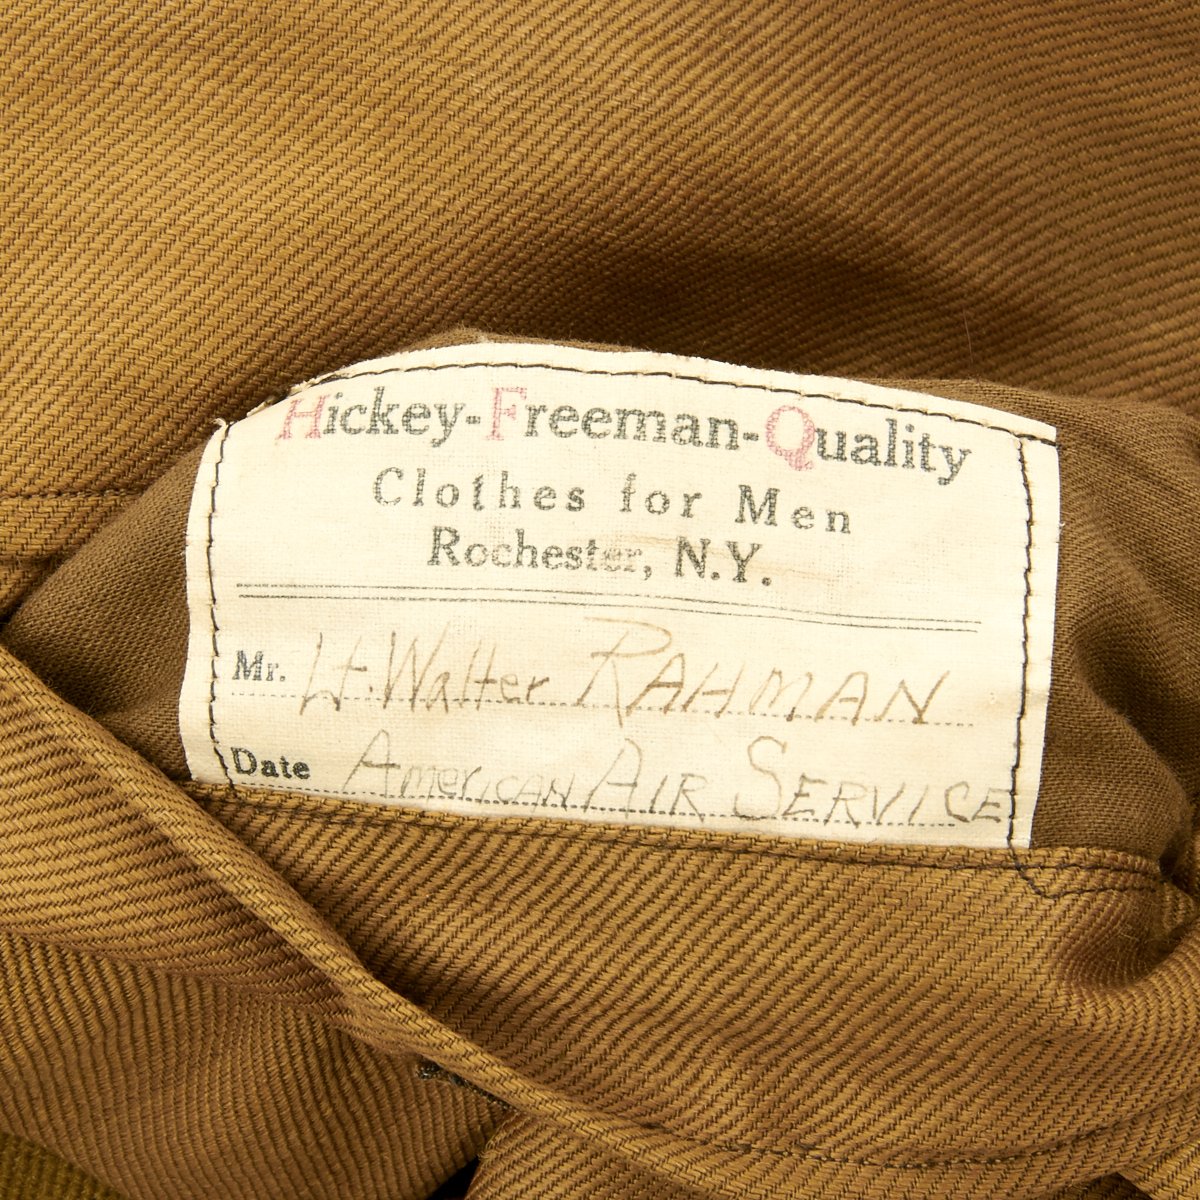 Hickey-Freeman-Quality
Clothes for Men
Rochester, N.Y.
Mr. Lt. Walter RAHMAN
Date American AIR SERVICE